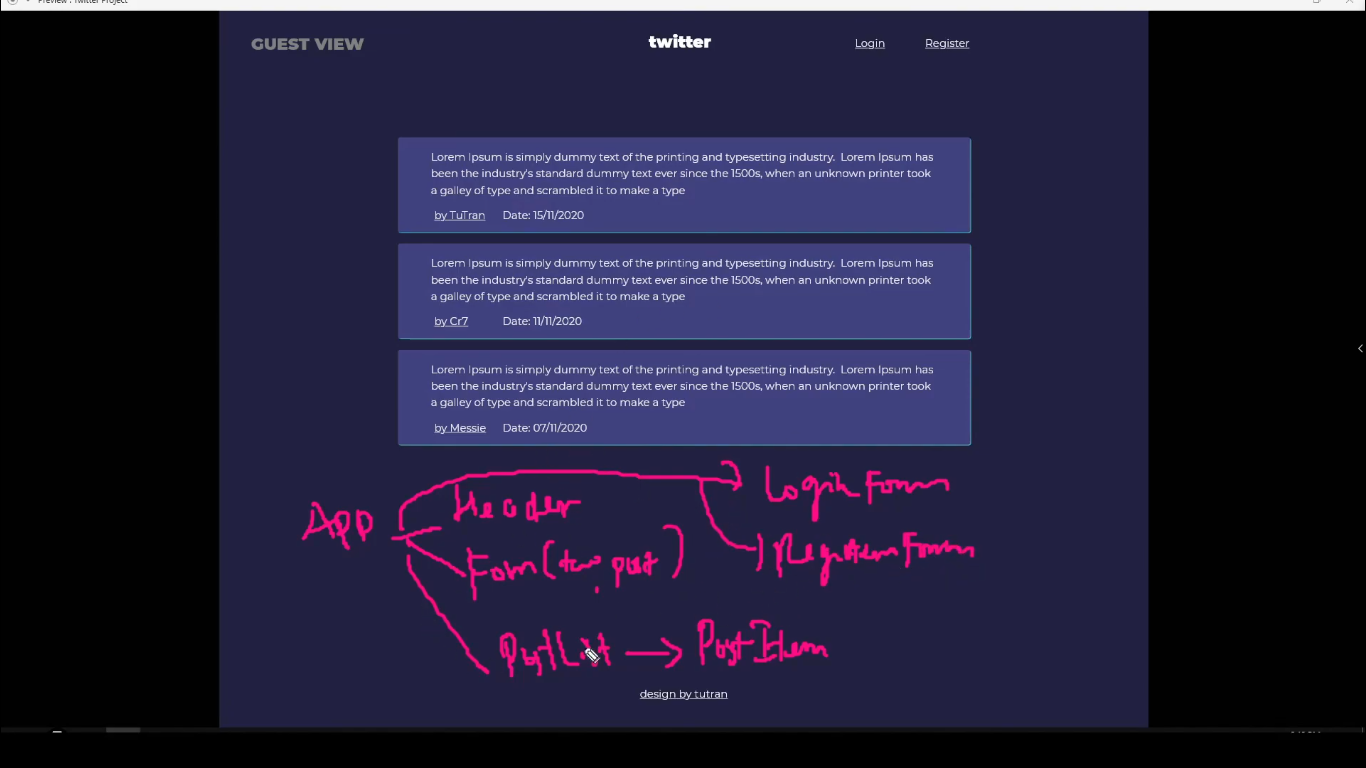 Preview : Twitter Project
GUEST VIEW
twitter
Login
Register
Lorem Ipsum is simply dummy text of the printing and typesetting industry. Lorem Ipsum has
been the industry's standard dummy text ever since the 1500s, when an unknown printer took
a galley of type and scrambled it to make a type
by TuTran Date: 15/11/2020
Lorem Ipsum is simply dummy text of the printing and typesetting industry. Lorem Ipsum has
been the industry's standard dummy text ever since the 1500s, when an unknown printer took
a galley of type and scrambled it to make a type
by Cr7 Date: 11/11/2020
Lorem Ipsum is simply dummy text of the printing and typesetting industry. Lorem Ipsum has
been the industry's standard dummy text ever since the 1500s, when an unknown printer took
a galley of type and scrambled it to make a type
by Messie Date: 07/11/2020
Login Form
Header
App
Register Form
Form ( post )
PostList → Post Item
design by tutran